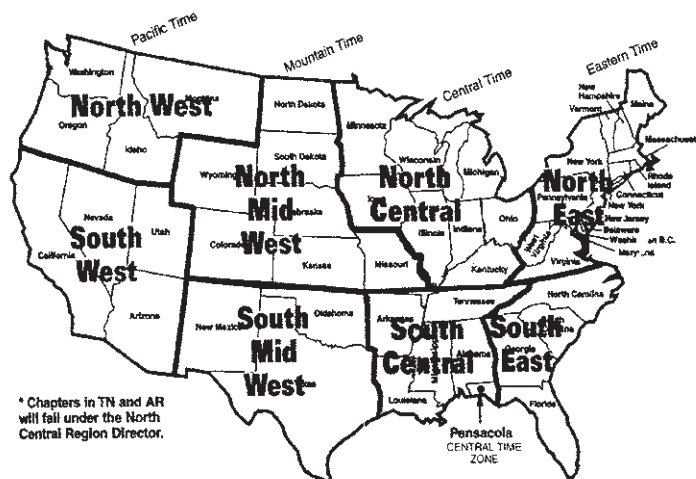 Pacific Time
Mountain Time
Central Time
Eastern Time
Washington
North West
Oregon
Idaho
North Dakota
South Dakota
Wyoming
North
Mid
West
Colorado
Kansas
Missouri
Minnesota
Wisconsin
Michigan
North
Central
Illinois
Indiana
Ohio
Kentucky
New
Hampshire
Vermont
Maine
Massachuset
New York
Rhode
Island
Connecticut
New York
New Jersey
Delaware
Pennsylvania
North
East
West
Virginia
Virginia
Nevada
Utah
California
South
West
Arizona
New Mexico
Oklahoma
South
Mid
West
Arkansas
Tennessee
South
Central
Alabama
Louisiana
North Carolina
South
East
Georgia
Florida
Pensacola
CENTRAL TIME
ZONE
* Chapters in TN and AR
will fall under the North
Central Region Director.